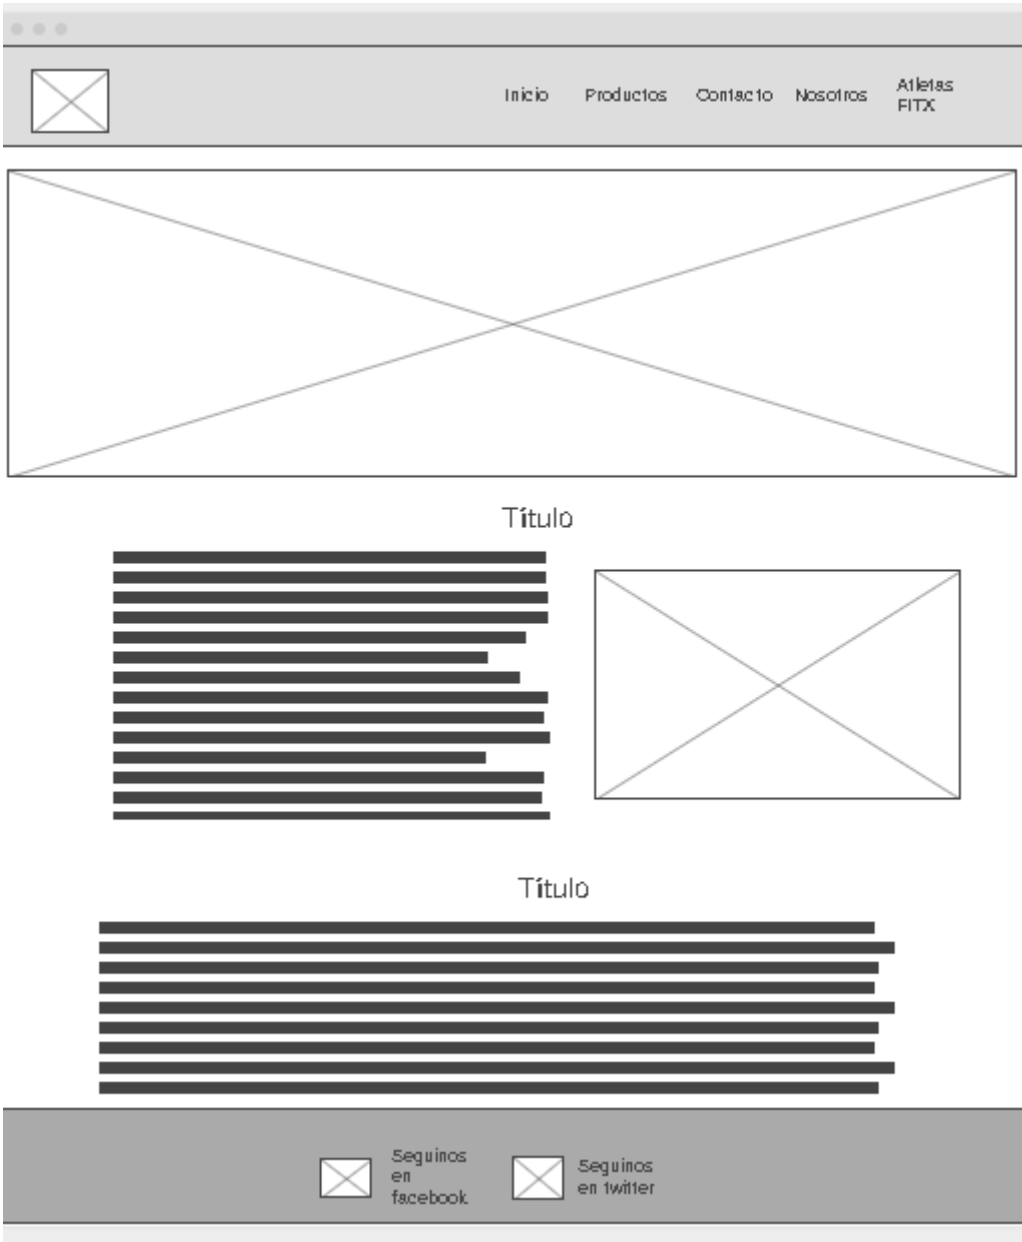 Inicio Productos Contacto Nosotros Atletas
FITX
Título
Título
Seguinos
en
facebook
Seguinos
en twitter